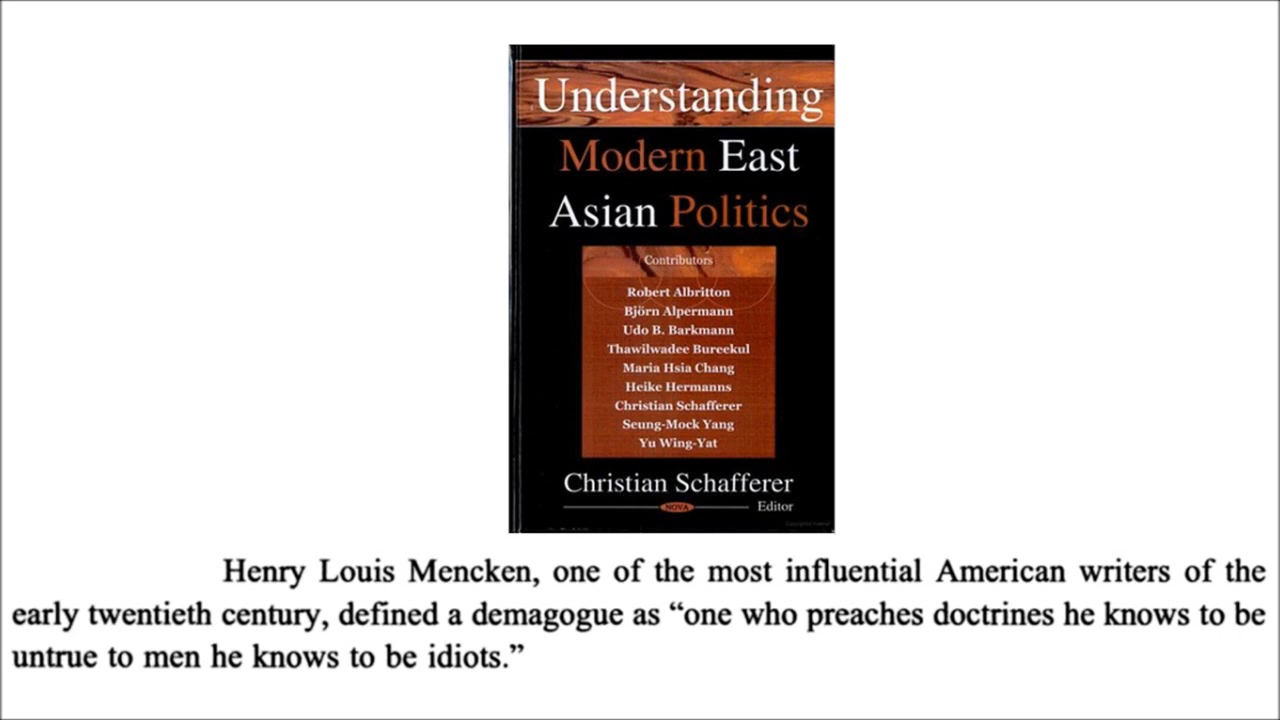 Understanding
Modern East
Asian Politics
Contributors
Robert Albritton
Björn Alpermann
Udo B. Barkmann
Thawilwadee Bureekul
Maria Hsia Chang
Heike Hermanns
Christian Schafferer
Seung-Mock Yang
Yu Wing-Yat
Christian Schafferer
NOVA
Editor
Henry Louis Mencken, one of the most influential American writers of the
early twentieth century, defined a demagogue as “one who preaches doctrines he knows to be
untrue to men he knows to be idiots.”